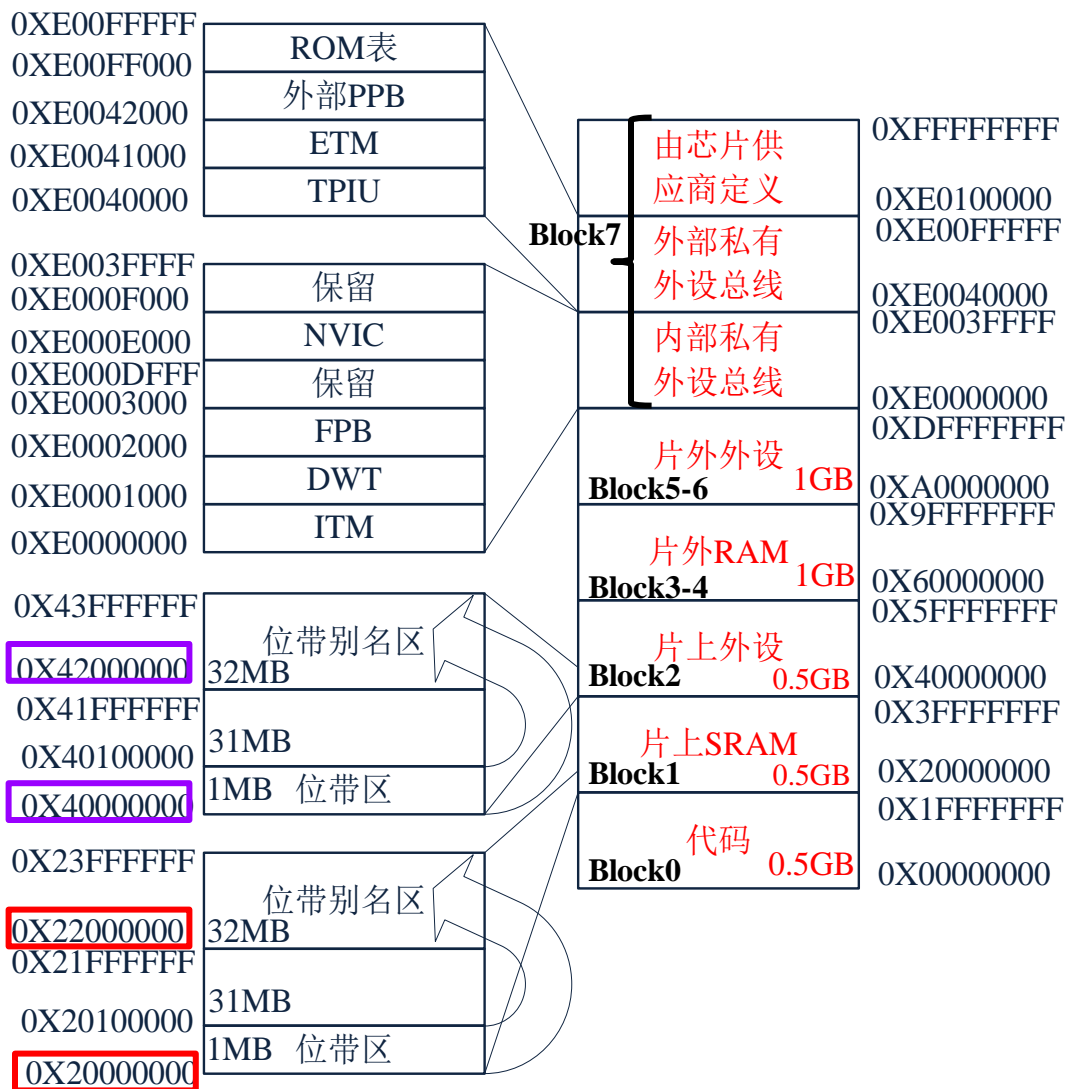 0XE00FFFFF
ROM表
0XE00FF000
外部PPB
0XE0042000
ETM
0XE0041000
TPIU
0XE0040000
0XE003FFFF
保留
0XE000F000
NVIC
0XE000E000
0XE000DFFF
保留
0XE0003000
FPB
0XE0002000
DWT
0XE0001000
ITM
0XE0000000
0X43FFFFFF
位带别名区
0X42000000
32MB
0X41FFFFFF
31MB
0X40100000
1MB 位带区
0X40000000
0X23FFFFFF
位带别名区
0X22000000
32MB
0X21FFFFFF
31MB
0X20100000
1MB 位带区
0X20000000
0XFFFFFFFF
由芯片供
应商定义
0XE0100000
Block7
0XE00FFFFF
外部私有
外设总线
0XE0040000
0XE003FFFF
内部私有
外设总线
0XE0000000
0XDFFFFFFF
片外外设
Block5-6 1GB
0XA0000000
0X9FFFFFFF
片外RAM
Block3-4 1GB
0X60000000
0X5FFFFFFF
片上外设
Block2 0.5GB
0X40000000
0X3FFFFFFF
片上SRAM
Block1 0.5GB
0X20000000
0X1FFFFFFF
代码
Block0 0.5GB
0X00000000